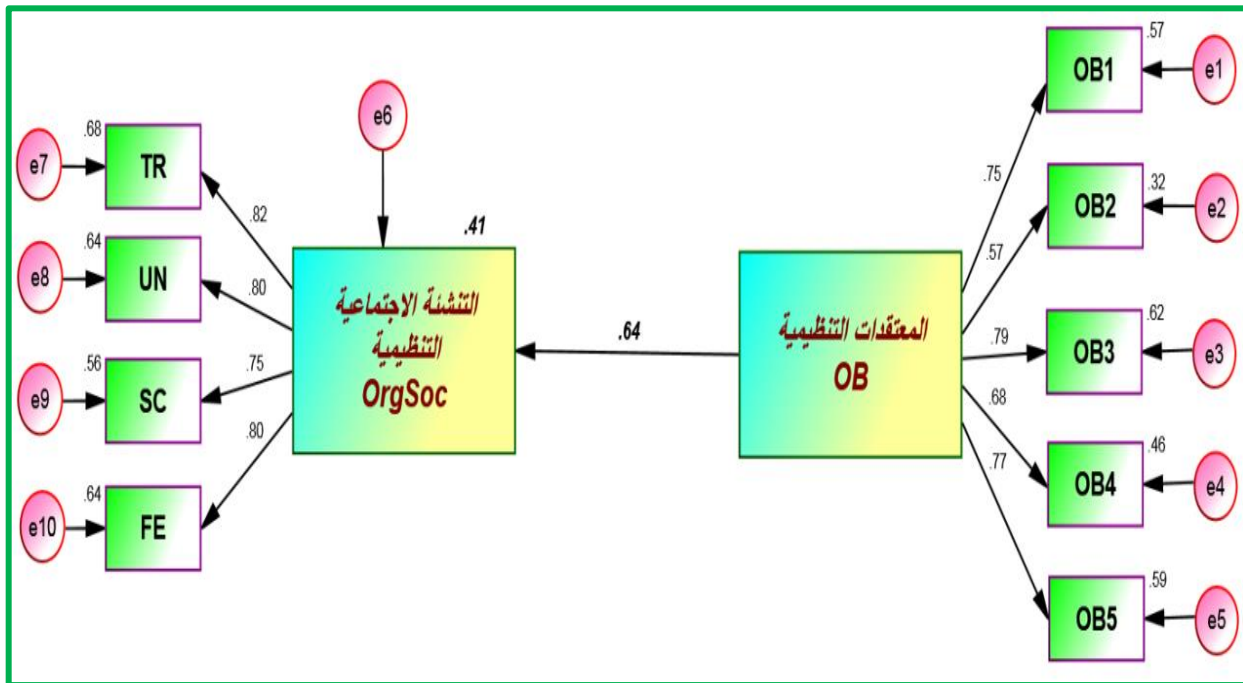 e7
.68
TR
.82
e8
.64
UN
.80
e9
.56
SC
.75
e10
.64
FE
.80
e6
.41
التنشئة الاجتماعية
التنظيمية
OrgSoc
.64
المعتقدات التنظيمية
OB
.75
OB1
.57
e1
.57
OB2
.32
e2
.79
OB3
.62
e3
.68
OB4
.46
e4
.77
OB5
.59
e5